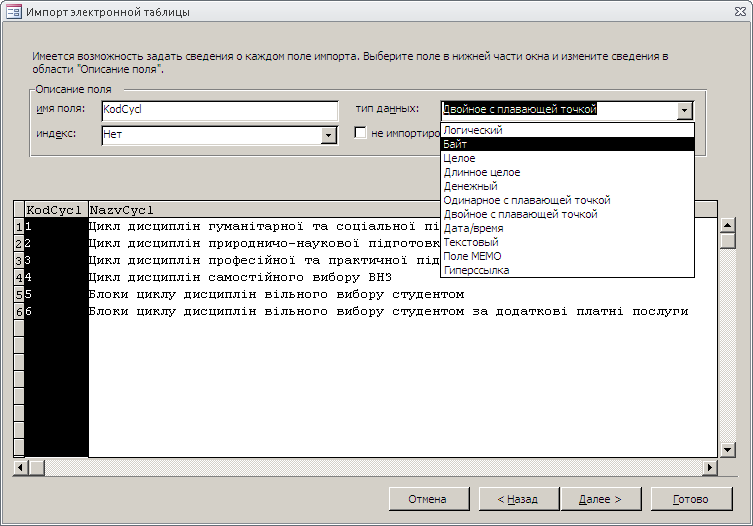 Импорт электронной таблицы
Имеется возможность задать сведения о каждом поле импорта. Выберите поле в нижней части окна и измените сведения в
области "Описание поля".
Описание поля
имя поля: KodCycl тип данных: Двойное с плавающей точкой
индекс: Нет не импортиро
Логический
Байт
Целое
Длинное целое
Денежный
Одинарное с плавающей точкой
Двойное с плавающей точкой
Дата/время
Текстовый
Поле МЕМО
Гиперссылка
KodCycl NazvCycl
1 1 Цикл дисциплін гуманітарної та соціальної пі
2 2 Цикл дисциплін природничо-наукової підготовк
3 3 Цикл дисциплін професійної та практичної під
4 4 Цикл дисциплін самостійного вибору ВНЗ
5 5 Блоки циклу дисциплін вільного вибору студентом
6 6 Блоки циклу дисциплін вільного вибору студентом за додаткові платні послуги
Отмена < Назад Далее > Готово